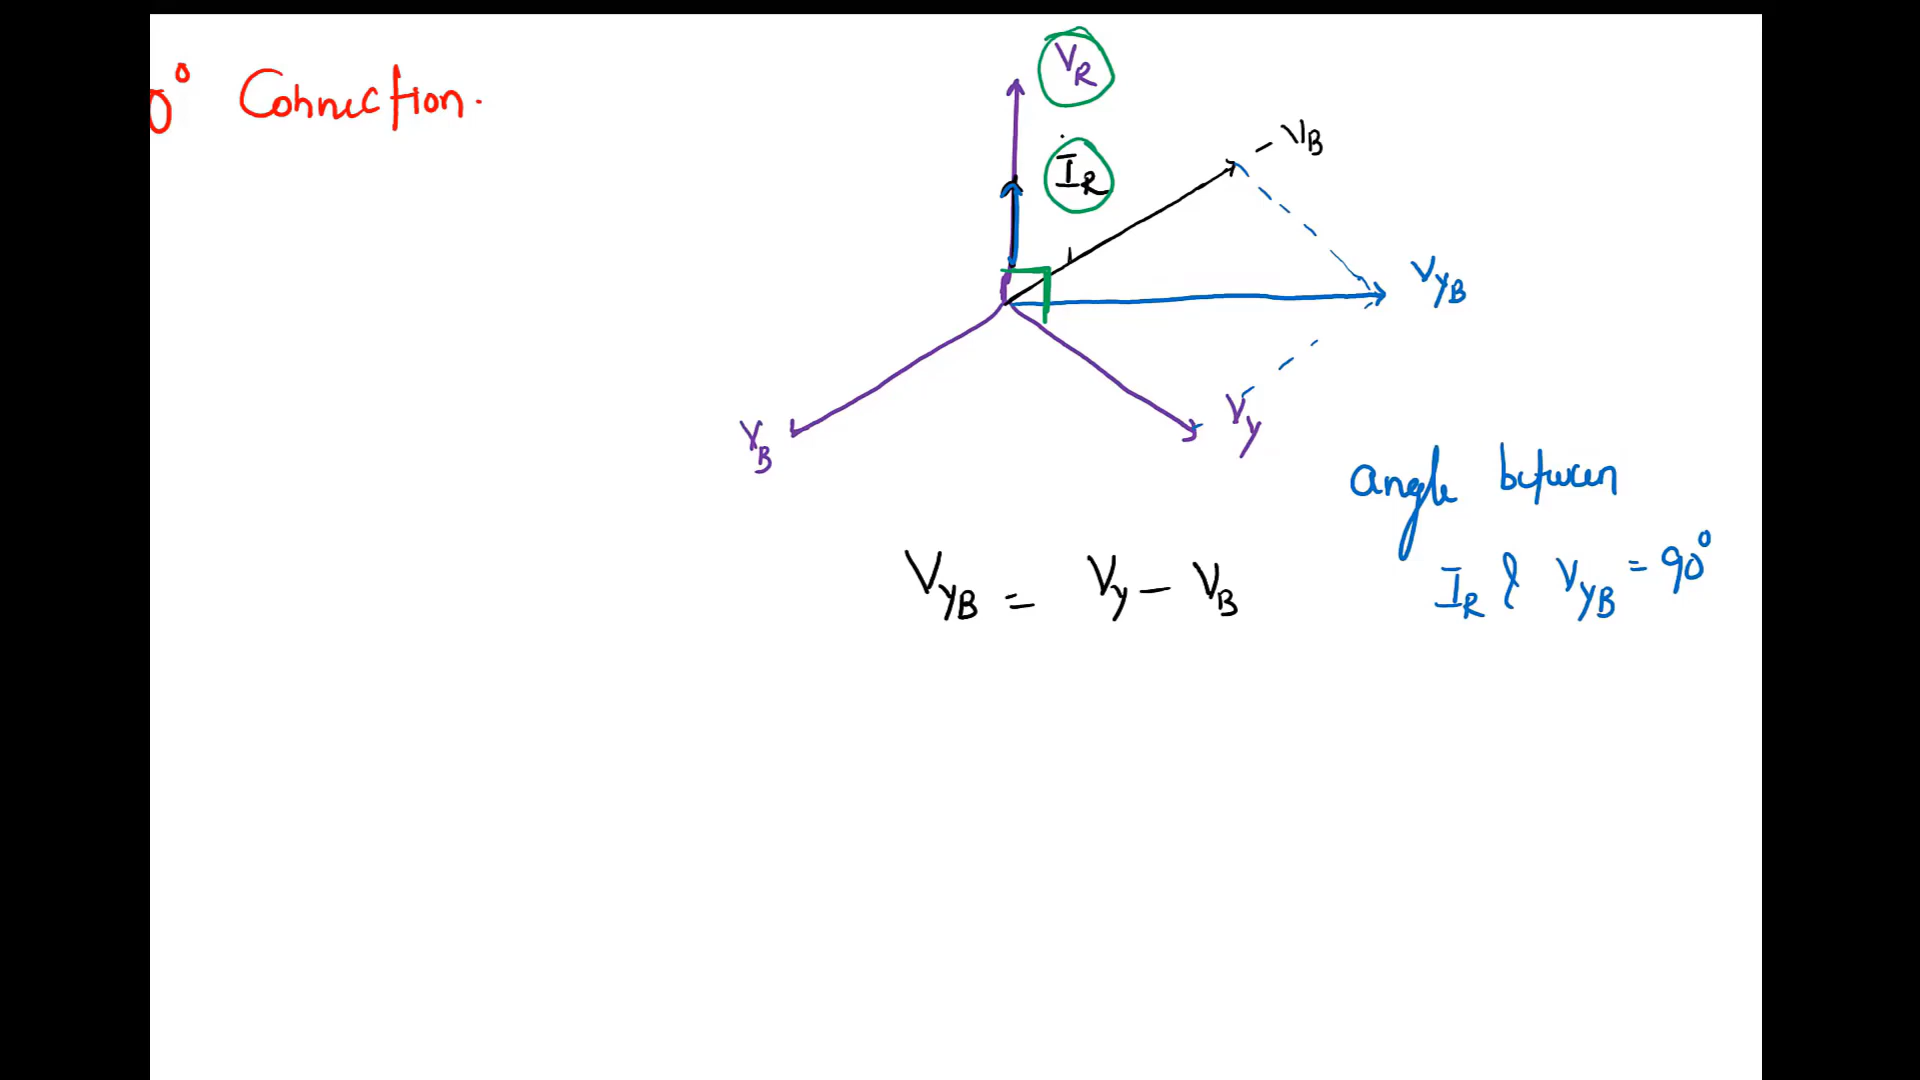 0° Connection.
V_R
I_R
- V_B
V_YB
V_B
V_Y
angle between
I_R & V_YB = 90°
V_YB = V_Y - V_B